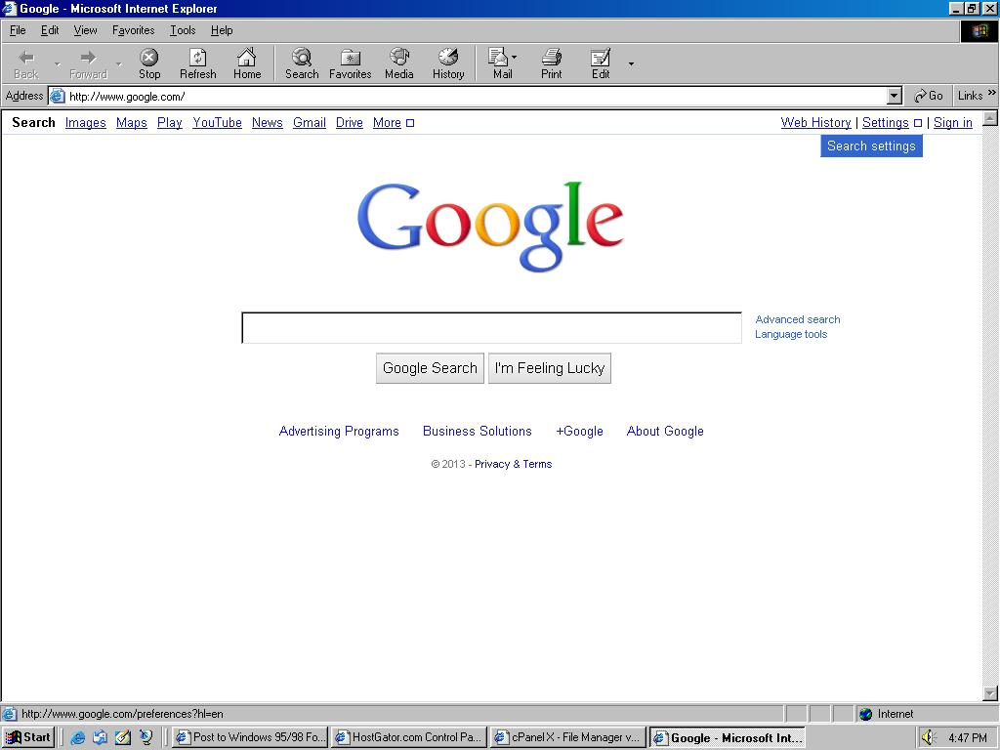 Google - Microsoft Internet Explorer
File Edit View Favorites Tools Help
Back Forward Stop Refresh Home Search Favorites Media History Mail Print Edit
Address http://www.google.com/ Go Links »
Search Images Maps Play YouTube News Gmail Drive More Web History | Settings | Sign in
Search settings
Google
Advanced search
Language tools
Google Search I'm Feeling Lucky
Advertising Programs Business Solutions +Google About Google
© 2013 - Privacy & Terms
http://www.google.com/preferences?hl=en Internet
Start Post to Windows 95/98 Fo... HostGator.com Control Pa... cPanel X - File Manager v... Google - Microsoft Int... 4:47 PM